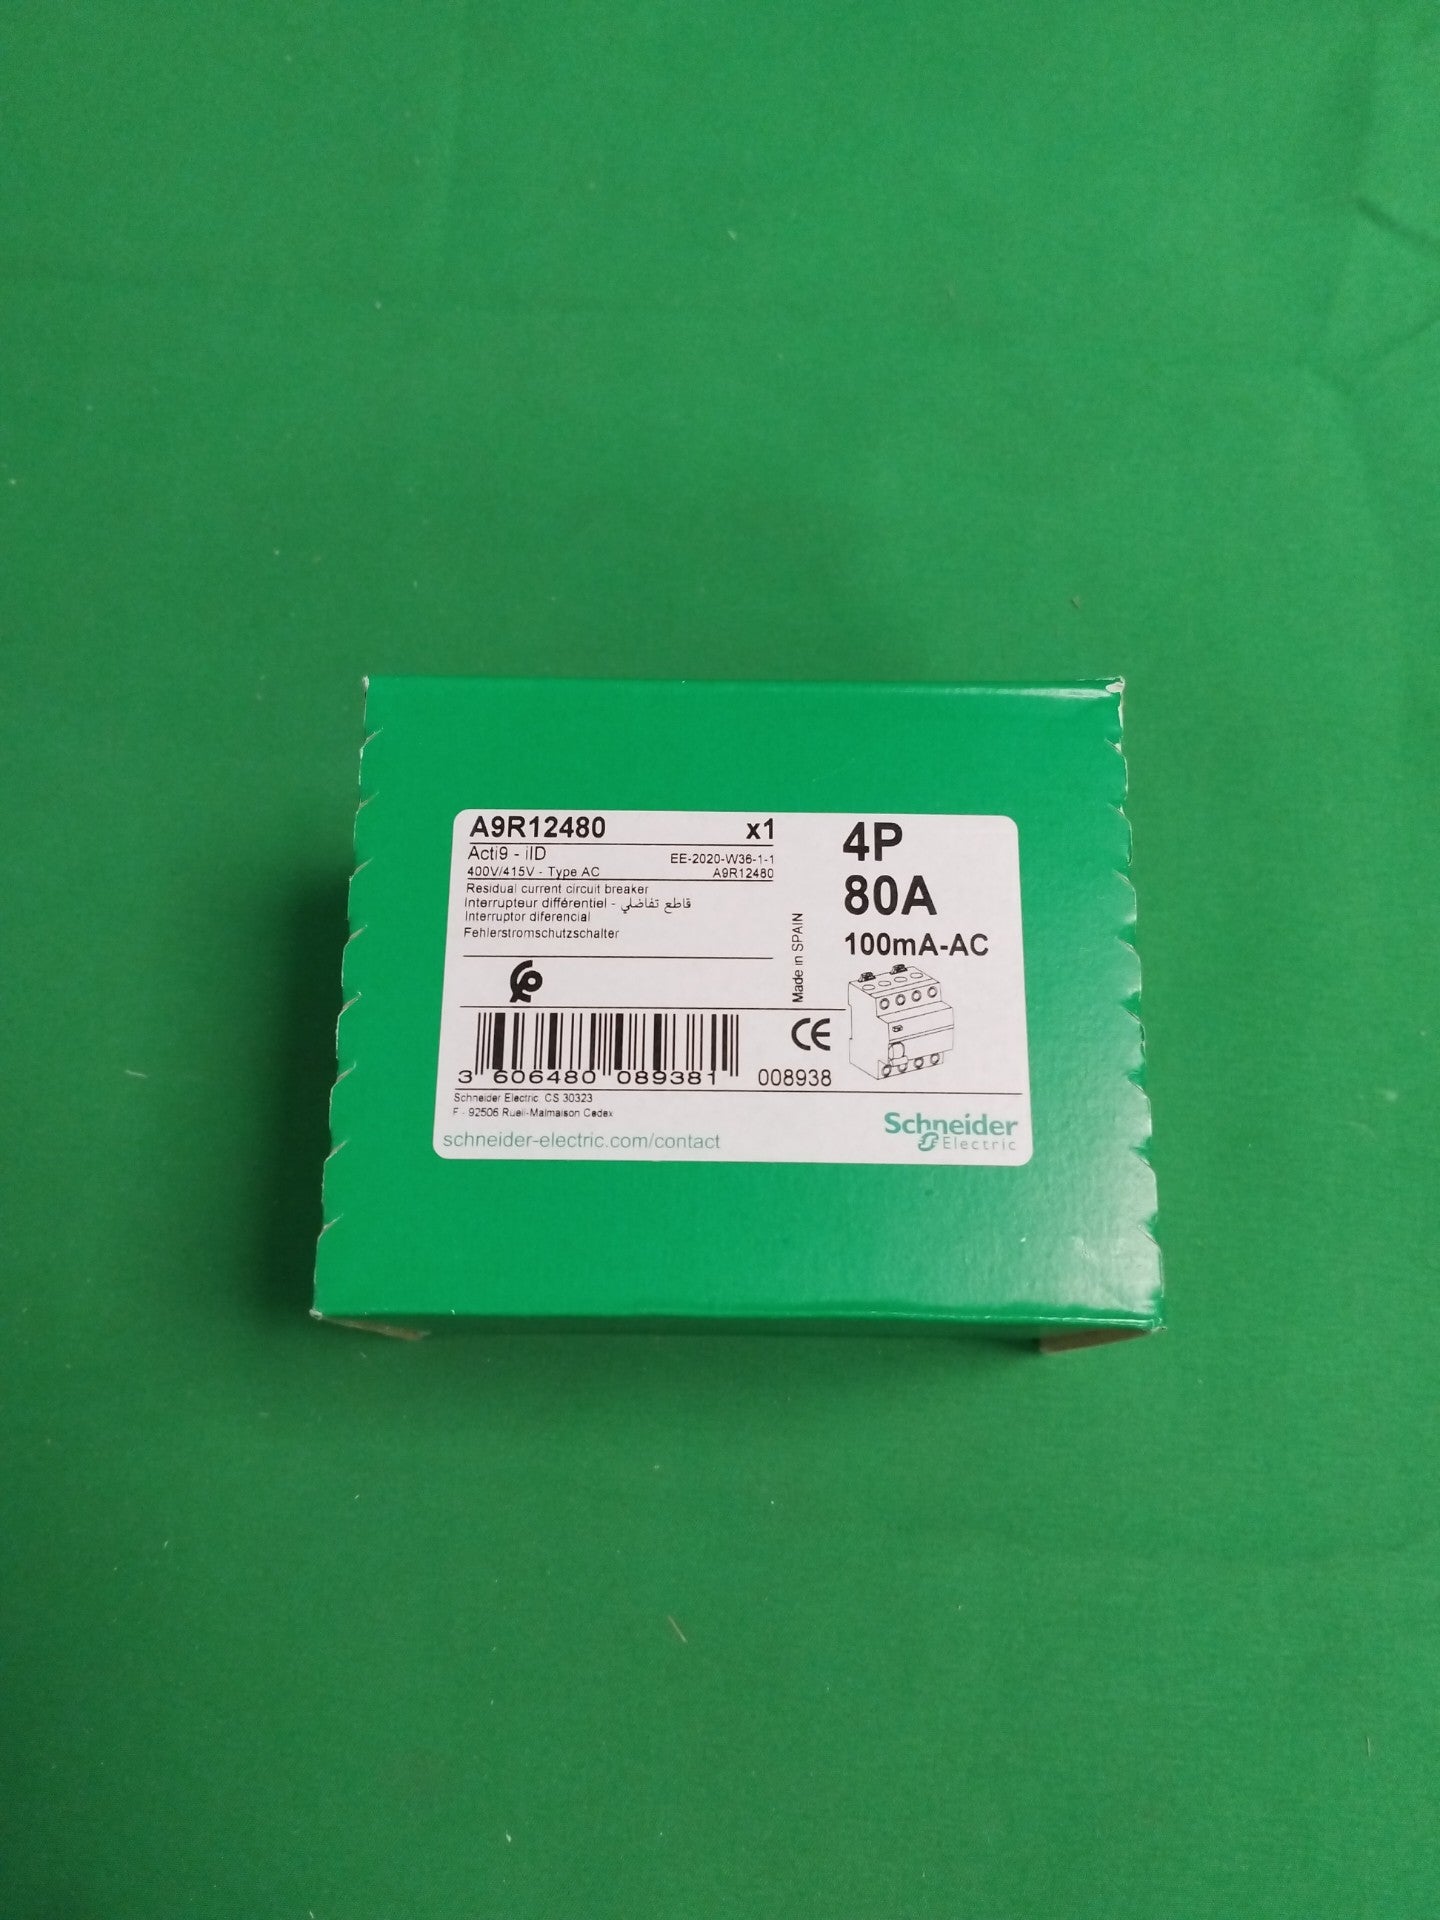 A9R12480 x1
Acti9 - iID EE-2020-W36-1-1
400V/415V - Type AC A9R12480
Residual current circuit breaker
Interrupteur différentiel - قاطع تفاضلي
Interruptor diferencial
Fehlerstromschutzschalter
Made in SPAIN
4P
80A
100mA-AC
CE
3 606480 089381 008938
Schneider Electric CS 30323
F - 92506 Rueil-Malmaison Cedex
schneider-electric.com/contact
Schneider
Electric